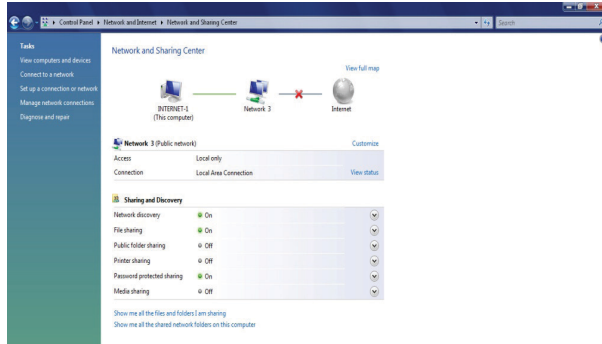 Control Panel ▸ Network and Internet ▸ Network and Sharing Center
Search
Tasks
View computers and devices
Connect to a network
Set up a connection or network
Manage network connections
Diagnose and repair
Network and Sharing Center
View full map
INTERNET-1
(This computer)
Network 3
Internet
Network 3 (Public network)
Customize
Access Local only
Connection Local Area Connection View status
Sharing and Discovery
Network discovery On
File sharing On
Public folder sharing Off
Printer sharing Off
Password protected sharing On
Media sharing Off
Show me all the files and folders I am sharing
Show me all the shared network folders on this computer